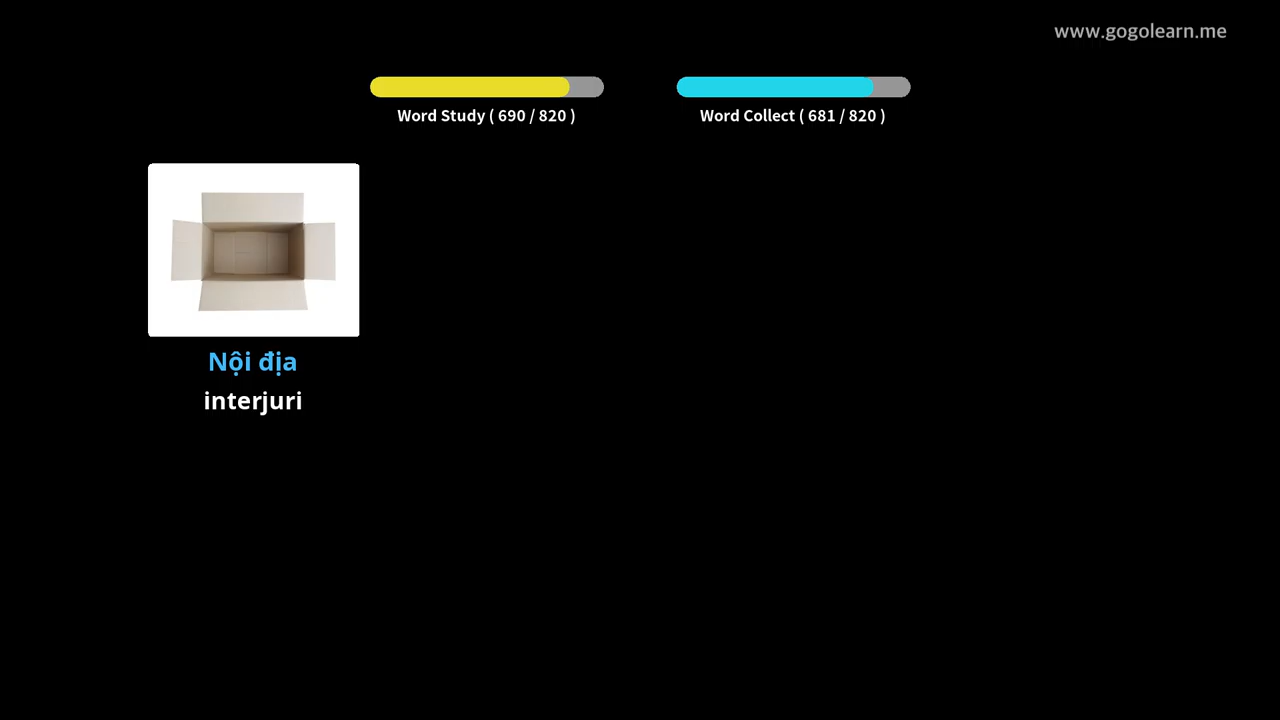 www.gogolearn.me
Word Study ( 690 / 820 )
Word Collect ( 681 / 820 )
Nội địa
interjuri